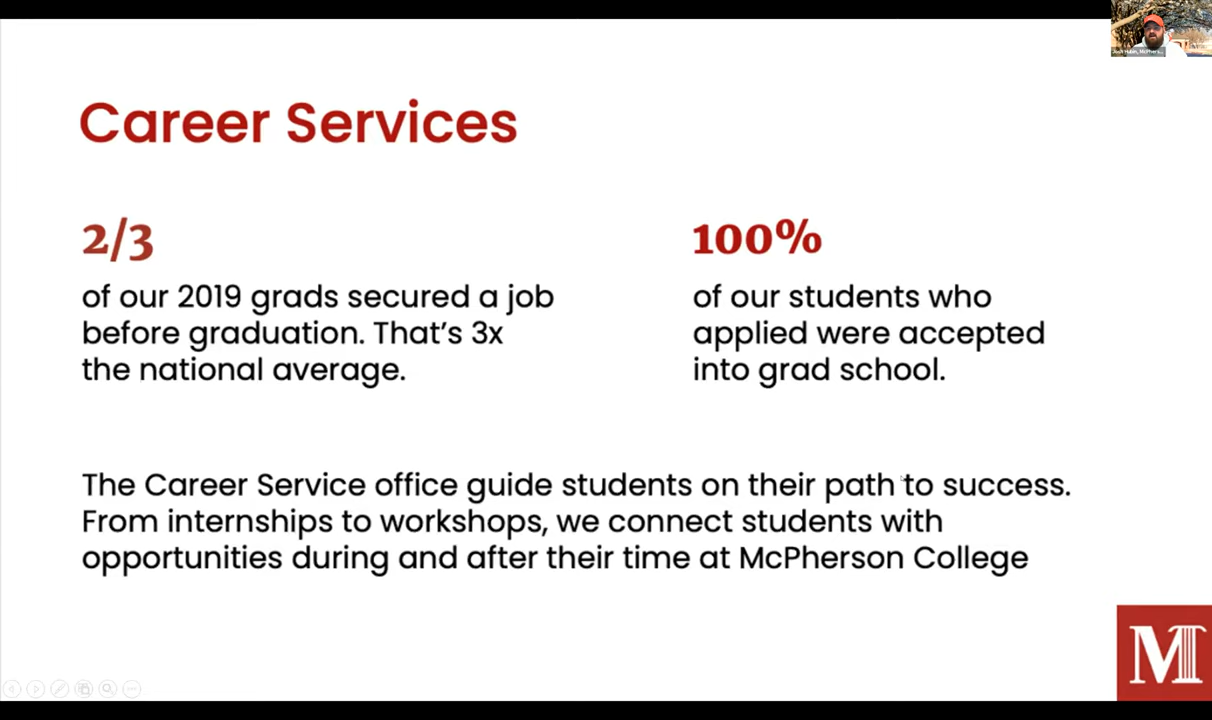 Career Services
2/3
of our 2019 grads secured a job
before graduation. That's 3x
the national average.
100%
of our students who
applied were accepted
into grad school.
The Career Service office guide students on their path to success.
From internships to workshops, we connect students with
opportunities during and after their time at McPherson College
M